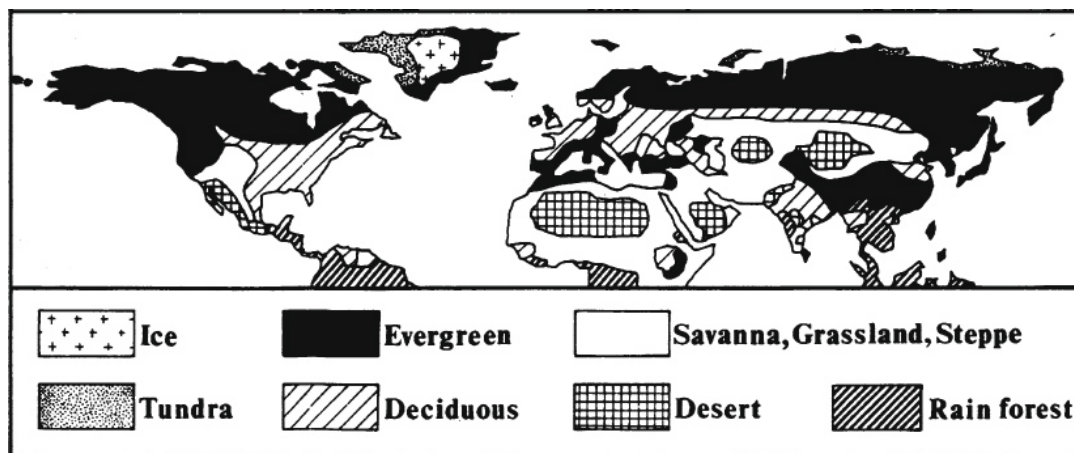 Ice Evergreen Savanna, Grassland, Steppe
Tundra Deciduous Desert Rain forest